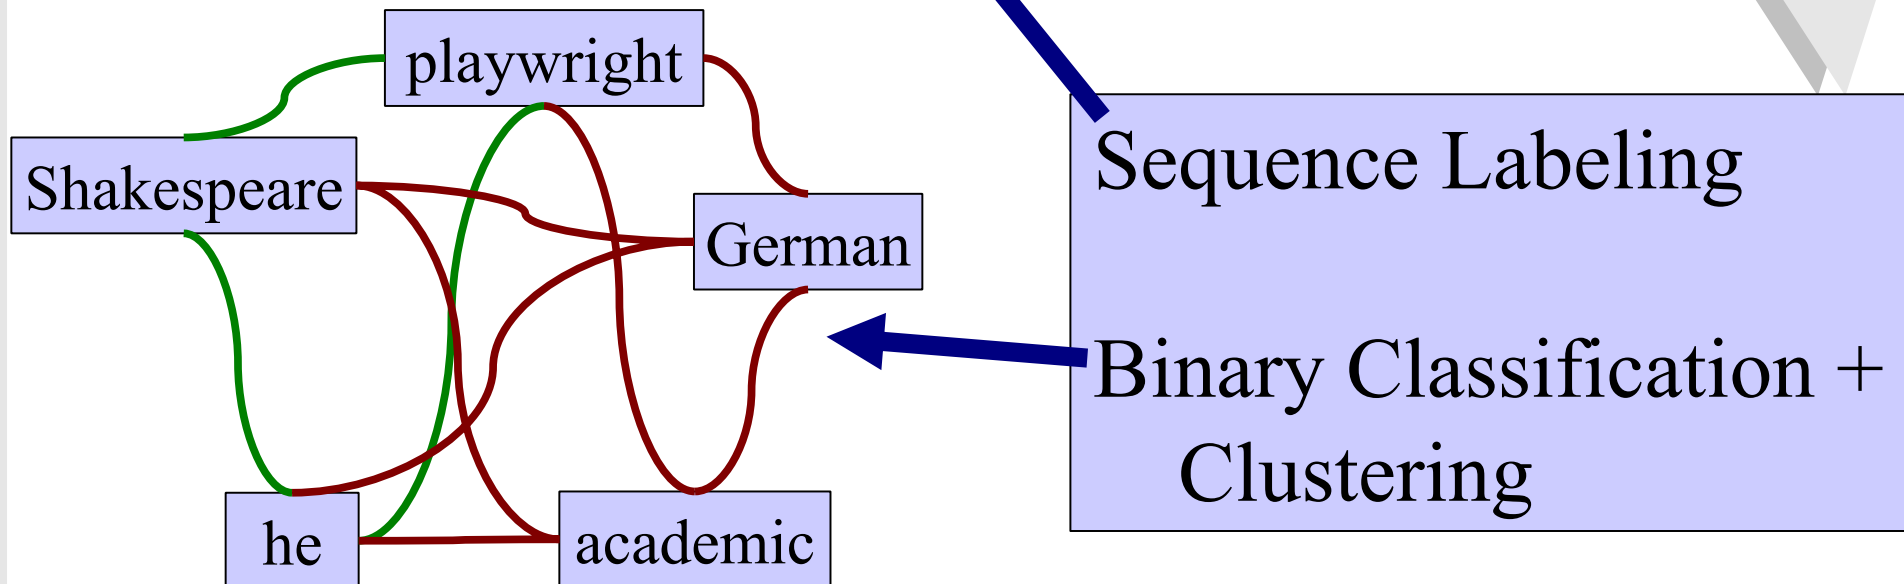 playwright
Shakespeare
German
he
academic
Sequence Labeling
Binary Classification +
Clustering